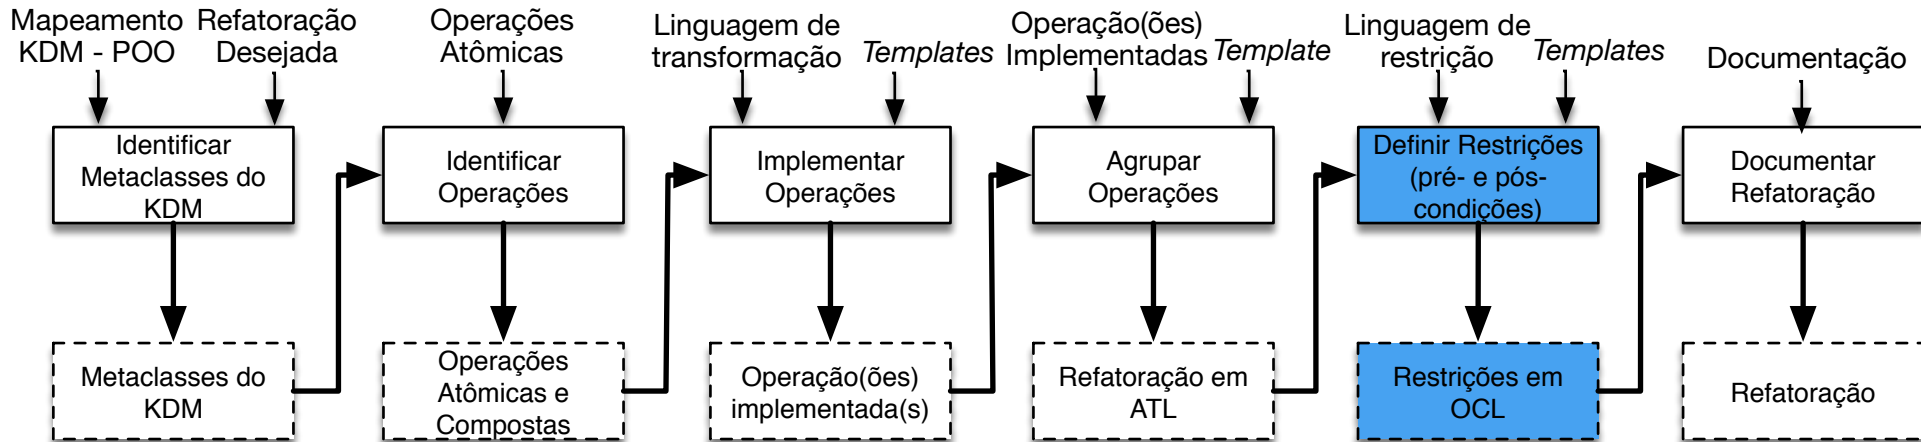 Mapeamento
KDM - POO
Refatoração
Desejada
Operações
Atômicas
Linguagem de
transformação
Templates
Operação(ões)
Implementadas
Template
Linguagem de
restrição
Templates
Documentação
Identificar
Metaclasses do
KDM
Identificar
Operações
Implementar
Operações
Agrupar
Operações
Definir Restrições
(pré- e pós-
condições)
Documentar
Refatoração
Metaclasses do
KDM
Operações
Atômicas e
Compostas
Operação(ões)
implementada(s)
Refatoração em
ATL
Restrições em
OCL
Refatoração